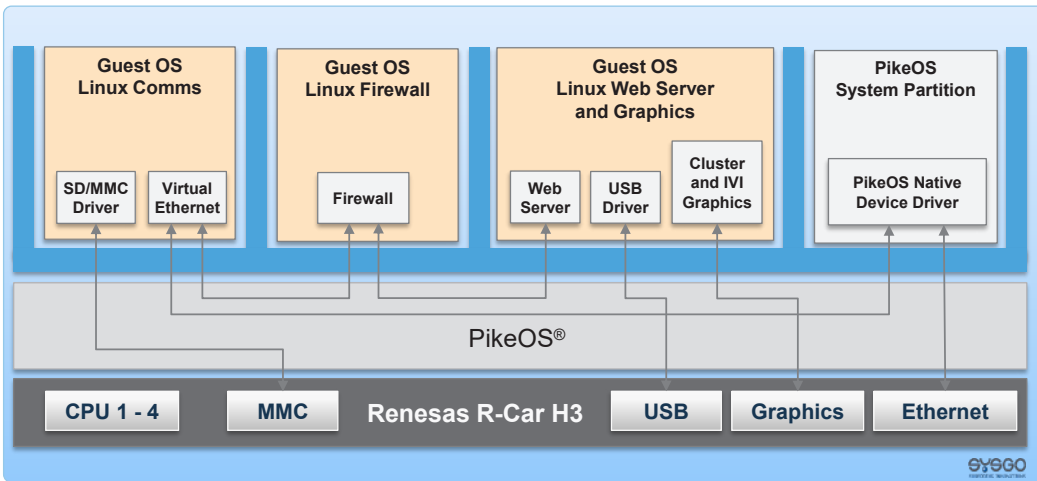 Guest OS
Linux Comms
Guest OS
Linux Firewall
Guest OS
Linux Web Server
and Graphics
PikeOS
System Partition
SD/MMC
Driver
Virtual
Ethernet
Firewall
Web
Server
USB
Driver
Cluster
and IVI
Graphics
PikeOS Native
Device Driver
PikeOS®
CPU 1 - 4
MMC
Renesas R-Car H3
USB
Graphics
Ethernet
SYSGO